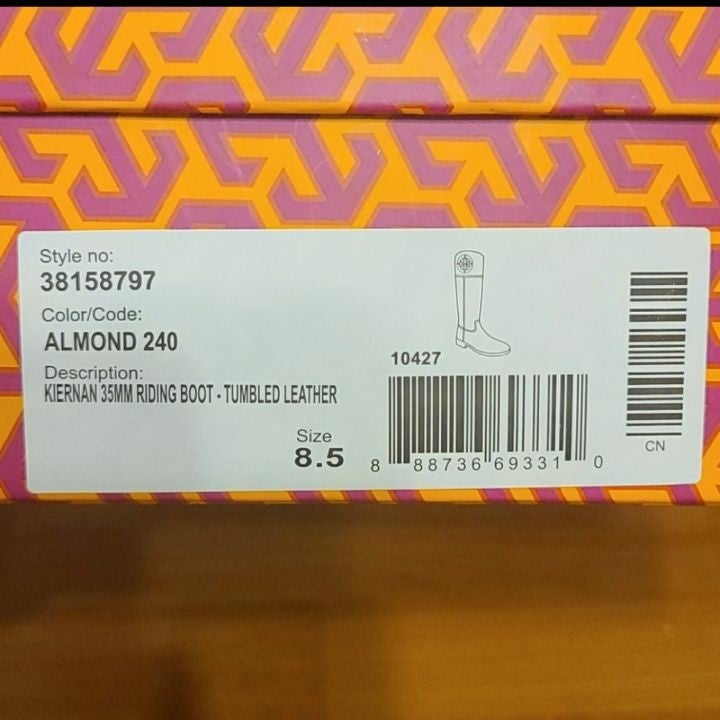 Style no:
38158797
Color/Code:
ALMOND 240
Description:
KIERNAN 35MM RIDING BOOT - TUMBLED LEATHER
Size
8.5
10427
8 88736 69331 0
CN